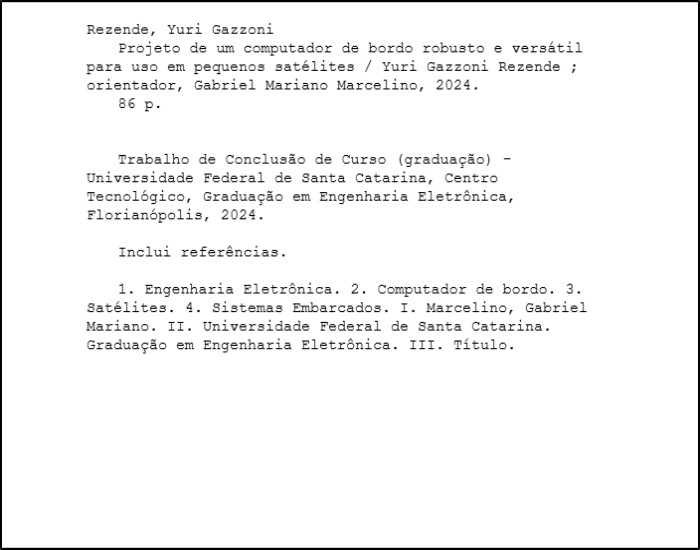 Rezende, Yuri Gazzoni
Projeto de um computador de bordo robusto e versátil
para uso em pequenos satélites / Yuri Gazzoni Rezende ;
orientador, Gabriel Mariano Marcelino, 2024.
86 p.
Trabalho de Conclusão de Curso (graduação) -
Universidade Federal de Santa Catarina, Centro
Tecnológico, Graduação em Engenharia Eletrônica,
Florianópolis, 2024.
Inclui referências.
1. Engenharia Eletrônica. 2. Computador de bordo. 3.
Satélites. 4. Sistemas Embarcados. I. Marcelino, Gabriel
Mariano. II. Universidade Federal de Santa Catarina.
Graduação em Engenharia Eletrônica. III. Título.